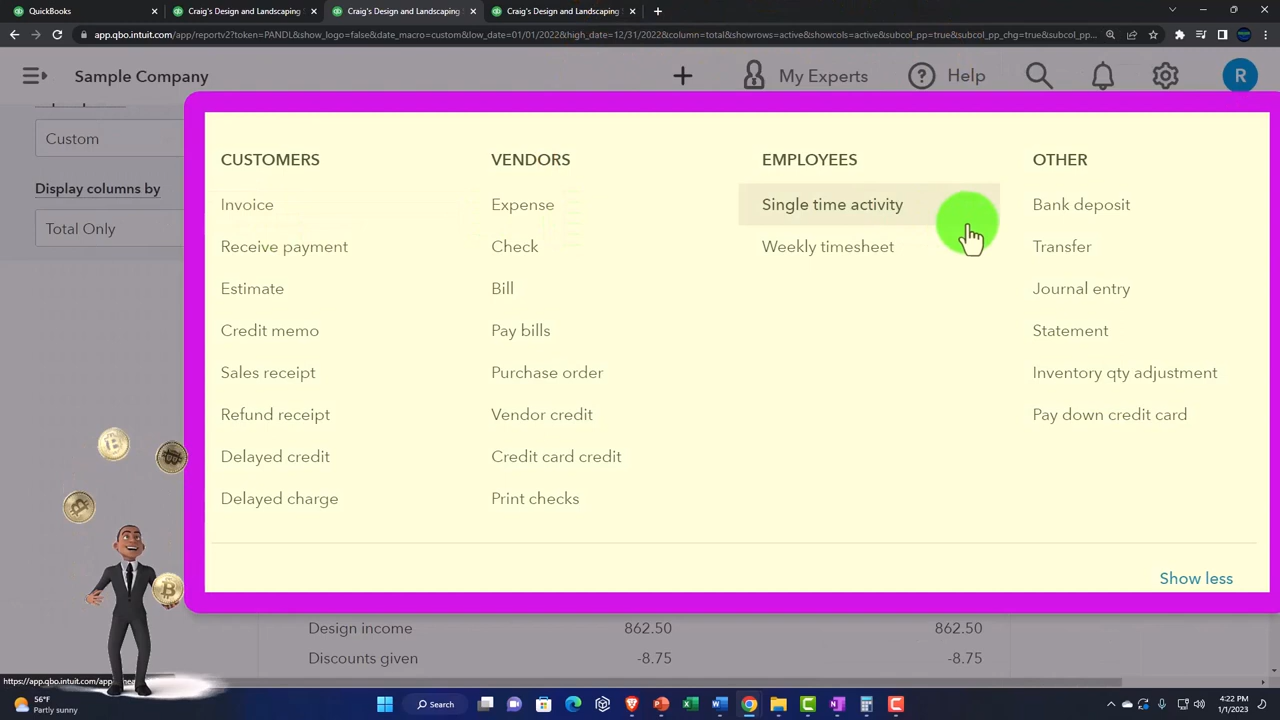 QuickBooks
Craig's Design and Landscaping
Craig's Design and Landscaping
Craig's Design and Landscaping
app.qbo.intuit.com/app/reportv2?token=PANDL&show_logo=false&date_macro=custom&low_date=01/01/2022&high_date=12/31/2022&column=total&showrows=active&showcols=activity&subcol_pp=true&subcol_pp_chg=true&subcol_pp...
Sample Company
My Experts
Help
R
Custom
Display columns by
Total Only
CUSTOMERS
Invoice
Receive payment
Estimate
Credit memo
Sales receipt
Refund receipt
Delayed credit
Delayed charge
VENDORS
Expense
Check
Bill
Pay bills
Purchase order
Vendor credit
Credit card credit
Print checks
EMPLOYEES
Single time activity
Weekly timesheet
OTHER
Bank deposit
Transfer
Journal entry
Statement
Inventory qty adjustment
Pay down credit card
Show less
Design income 862.50 862.50
Discounts given -8.75 -8.75
56°F
Partly sunny
Search
4:22 PM
1/1/2023